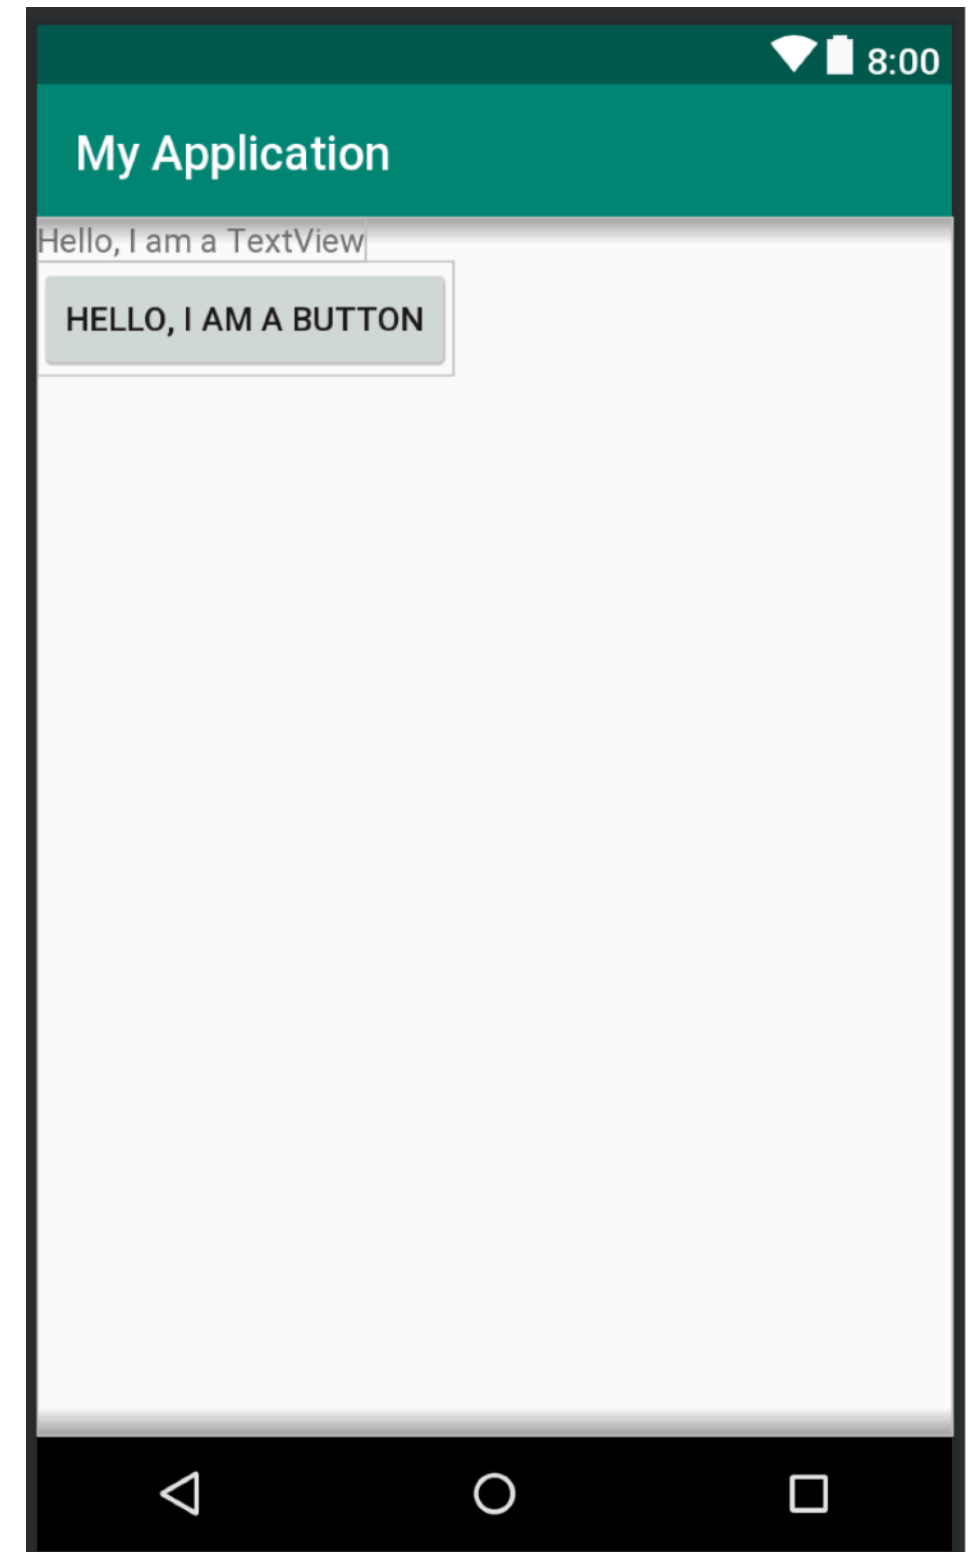 8:00
My Application
Hello, I am a TextView
HELLO, I AM A BUTTON